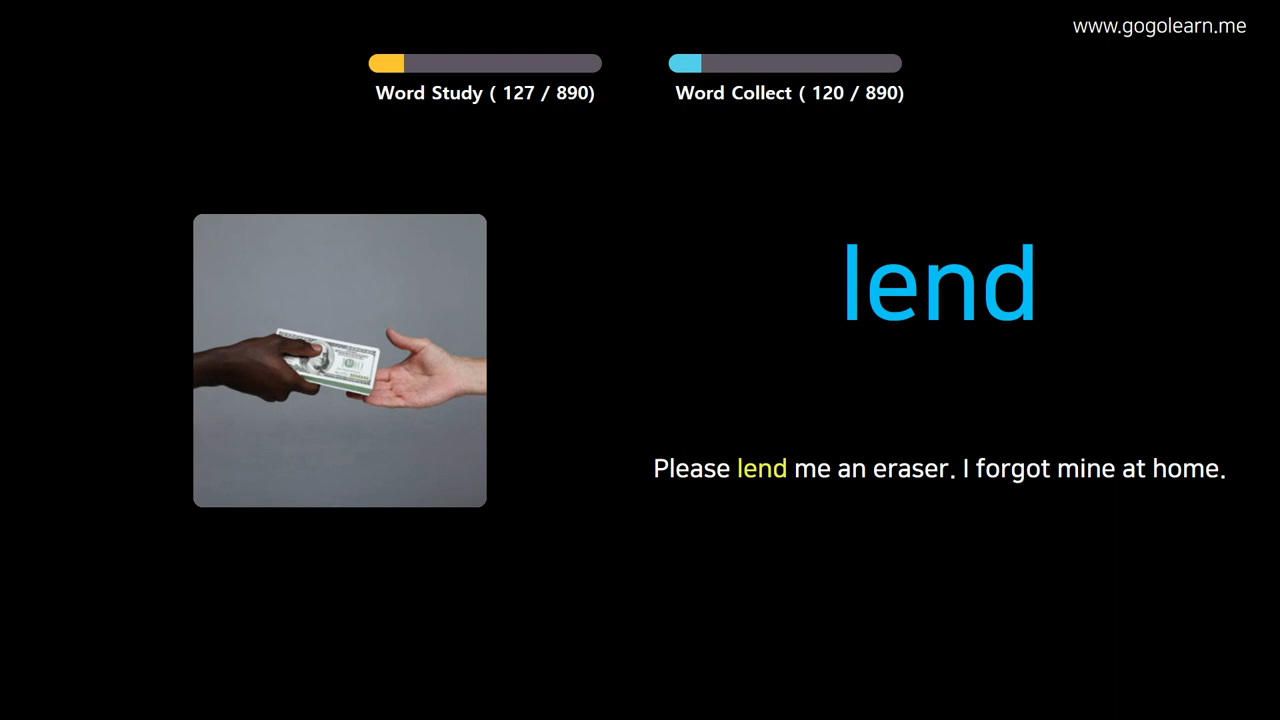 www.gogolearn.me
Word Study ( 127 / 890)
Word Collect ( 120 / 890)
lend
Please lend me an eraser. I forgot mine at home.